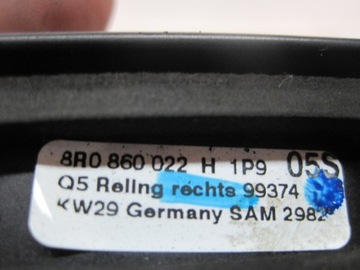 8R0 860 022 H 1P9 05S
Q5 Reling rechts 99374
KW29 Germany SAM 2982